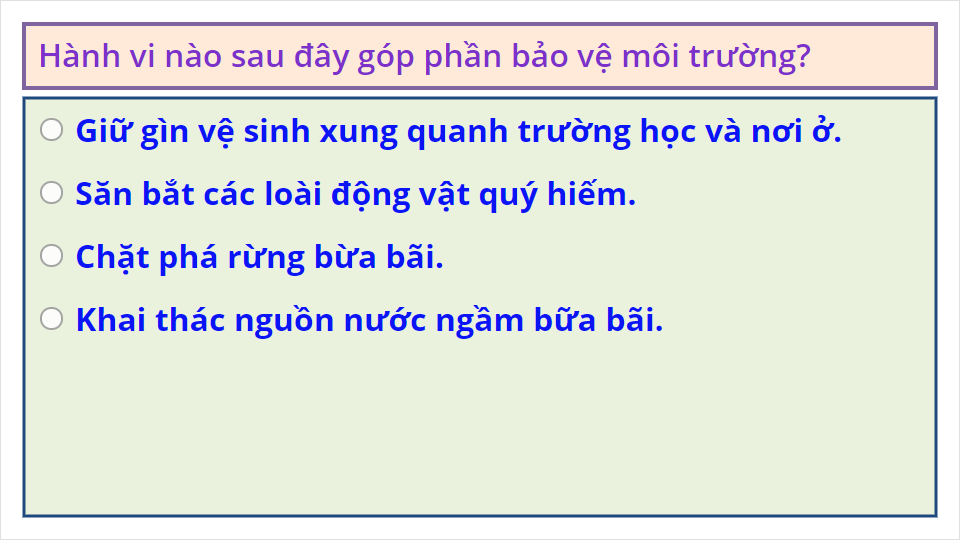 Hành vi nào sau đây góp phần bảo vệ môi trường?
Giữ gìn vệ sinh xung quanh trường học và nơi ở.
Săn bắt các loài động vật quý hiếm.
Chặt phá rừng bừa bãi.
Khai thác nguồn nước ngầm bữa bãi.